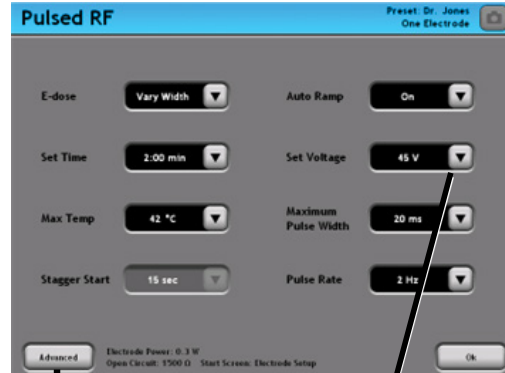 Pulsed RF
Preset: Dr. Jones
One Electrode
E-dose Vary Width Auto Ramp On
Set Time 2:00 min Set Voltage 45 V
Max Temp 42 °C Maximum Pulse Width 20 ms
Stagger Start 15 sec Pulse Rate 2 Hz
Advanced
Electrode Power: 0.3 W
Open Circuit: 1500 Ω Start Screen: Electrode Setup
Ok